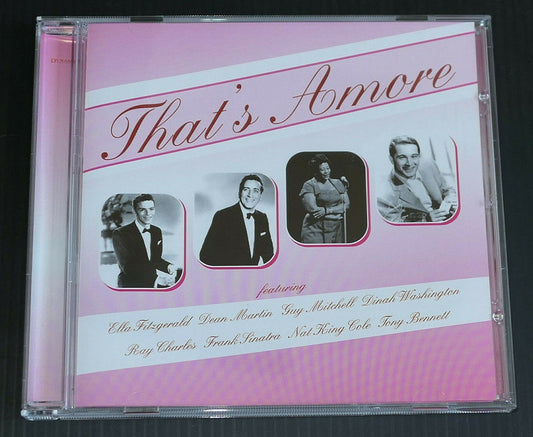 That's Amore
featuring
Ella Fitzgerald Dean Martin Guy Mitchell Dinah Washington
Ray Charles Frank Sinatra Nat King Cole Tony Bennett